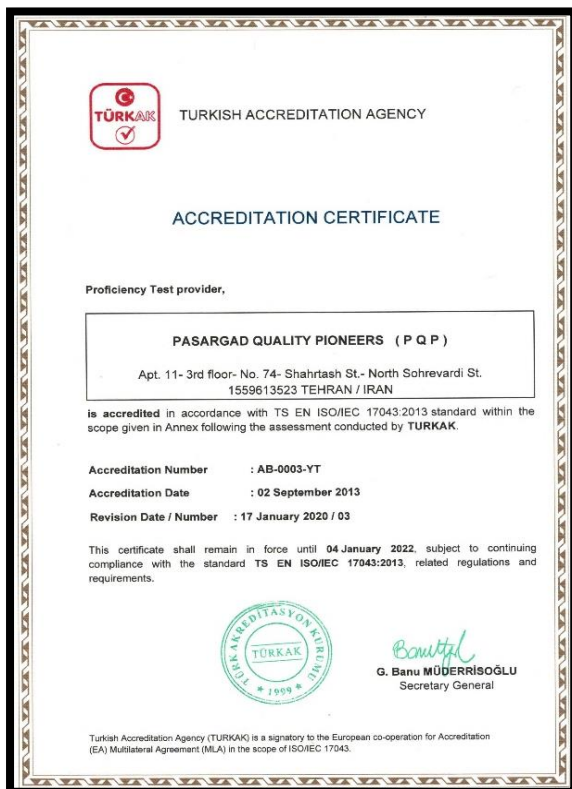 TÜRKAK
TURKISH ACCREDITATION AGENCY
ACCREDITATION CERTIFICATE
Proficiency Test provider,
PASARGAD QUALITY PIONEERS ( P Q P )
Apt. 11- 3rd floor- No. 74- Shahrtash St.- North Sohrevardi St.
1559613523 TEHRAN / IRAN
is accredited in accordance with TS EN ISO/IEC 17043:2013 standard within the
scope given in Annex following the assessment conducted by TURKAK.
Accreditation Number : AB-0003-YT
Accreditation Date : 02 September 2013
Revision Date / Number : 17 January 2020 / 03
This certificate shall remain in force until 04 January 2022, subject to continuing
compliance with the standard TS EN ISO/IEC 17043:2013, related regulations and
requirements.
TÜRK AKREDİTASYON KURUMU
TÜRKAK
* 1999 *
G. Banu MÜDERRİSOĞLU
Secretary General
Turkish Accreditation Agency (TURKAK) is a signatory to the European co-operation for Accreditation
(EA) Multilateral Agreement (MLA) in the scope of ISO/IEC 17043.